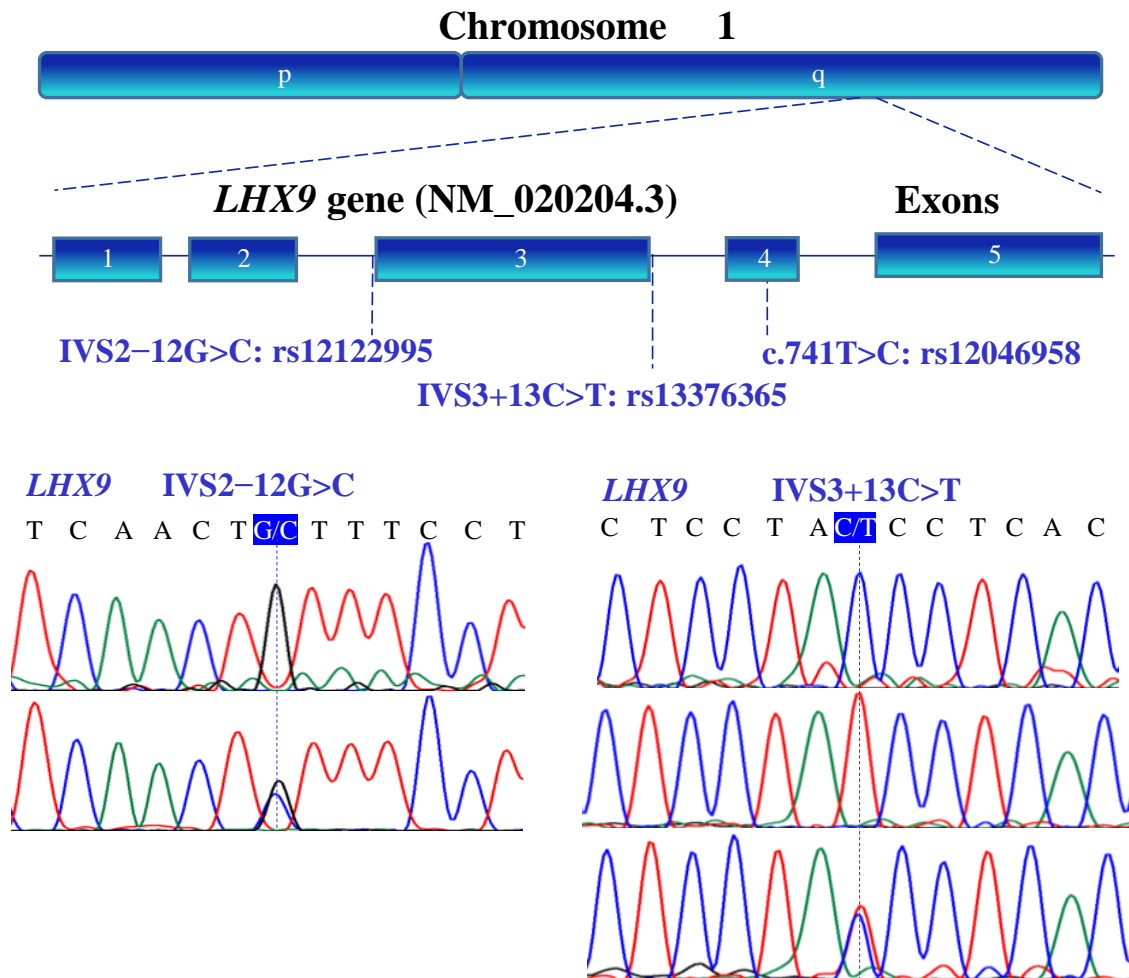 Chromosome 1
p q
LHX9 gene (NM_020204.3) Exons
1 2 3 4 5
IVS2−12G>C: rs12122995 c.741T>C: rs12046958
IVS3+13C>T: rs13376365
LHX9 IVS2−12G>C
T C A A C T G/C T T T C C T
LHX9 IVS3+13C>T
C T C C T A C/T C C T C A C